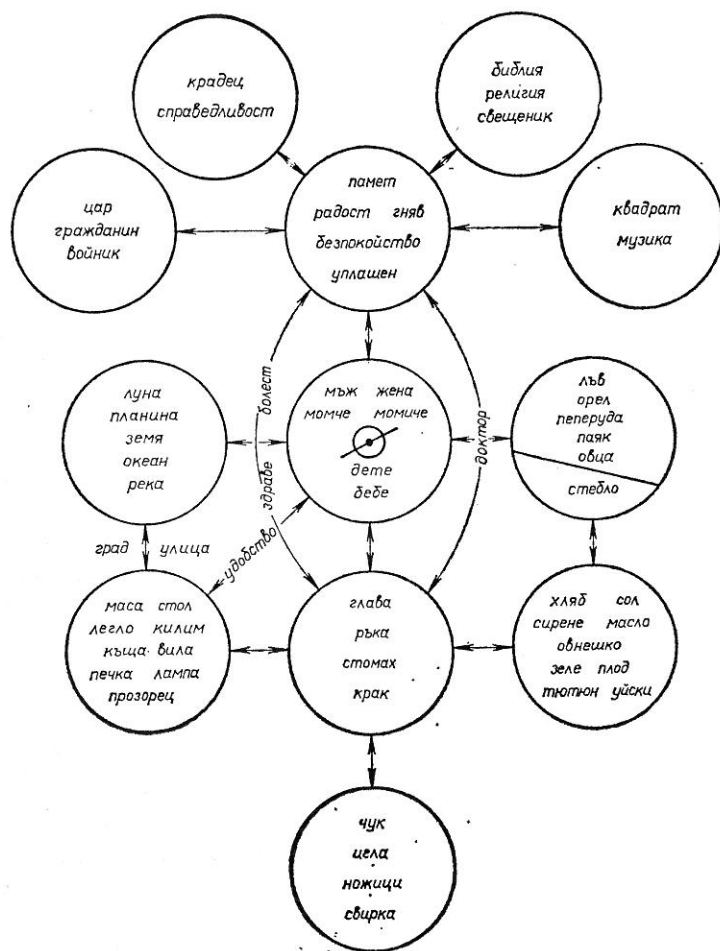 крадец
справедливост
библия
религия
свещеник
цар
гражданин
войник
памет
радост гняв
безпокойство
уплашен
квадрат
музика
болест
здраве
доктор
луна
планина
земя
океан
река
мъж жена
момче момиче
дете
бебе
лъв
орел
пеперуда
паяк
овца
стебло
град улица
удобство
маса стол
легло килим
къща вила
печка лампа
прозорец
глава
ръка
стомах
крак
хляб сол
сирене масло
овнешко
зеле плод
тютюн уйски
чук
цела
ножици
свирка